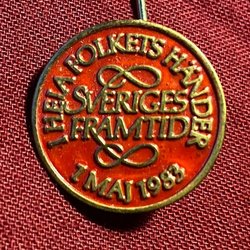 I HELA FOLKETS HÄNDER
SVERIGES
FRAMTID
1 MAJ 1983